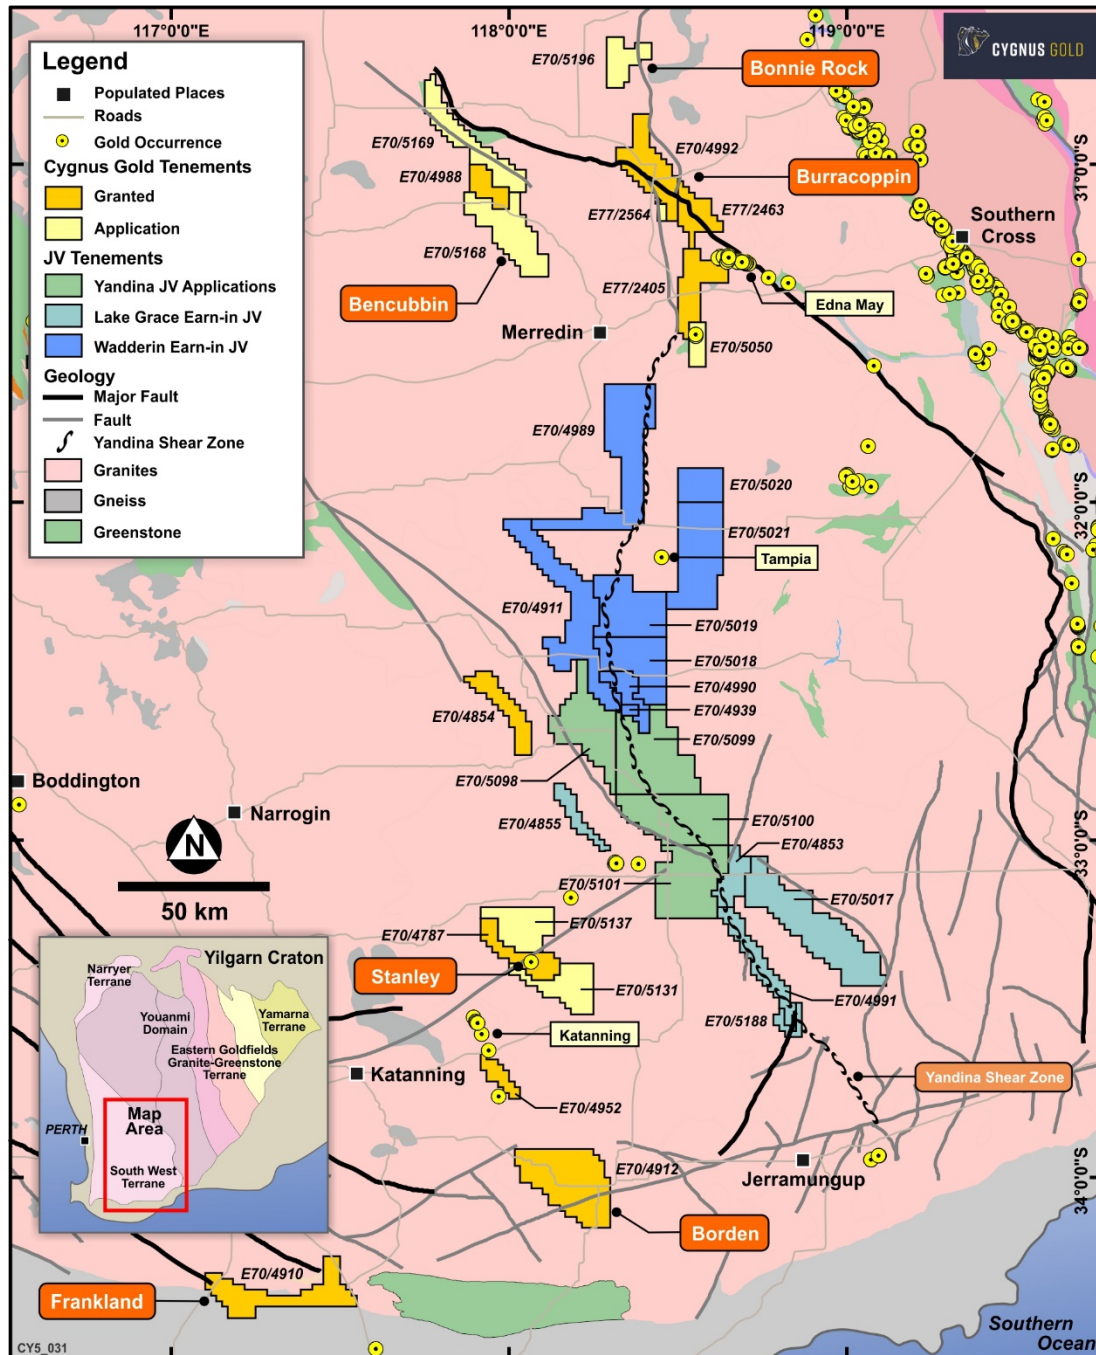 117°0'0"E
118°0'0"E
119°0'0"E
CYGNUS GOLD
Legend
Populated Places
Roads
Gold Occurrence
Cygnus Gold Tenements
Granted
Application
JV Tenements
Yandina JV Applications
Lake Grace Earn-in JV
Wadderin Earn-in JV
Geology
Major Fault
Fault
Yandina Shear Zone
Granites
Gneiss
Greenstone
E70/5196
Bonnie Rock
E70/5169
E70/4992
E70/4988
Burracoppin
31°0'0"S
E77/2564
E77/2463
Southern
Cross
E70/5168
Bencubbin
E77/2405
Edna May
Merredin
E70/5050
E70/4989
E70/5020
32°0'0"S
E70/5021
Tampia
E70/4911
E70/5019
E70/5018
E70/4990
E70/4854
E70/4939
E70/5099
E70/5098
Boddington
Narrogin
E70/4855
E70/5100
E70/4853
33°0'0"S
N
50 km
E70/5101
E70/5017
E70/5137
E70/4787
Stanley
E70/5131
E70/4991
E70/5188
Katanning
Katanning
Yandina Shear Zone
E70/4952
E70/4912
Jerramungup
34°0'0"S
Borden
E70/4910
Frankland
Yilgarn Craton
Narryer
Terrane
Youanmi
Domain
Yamarna
Terrane
Eastern Goldfields
Granite-Greenstone
Terrane
Map
Area
PERTH
South West
Terrane
Southern
Ocean
CY5_031